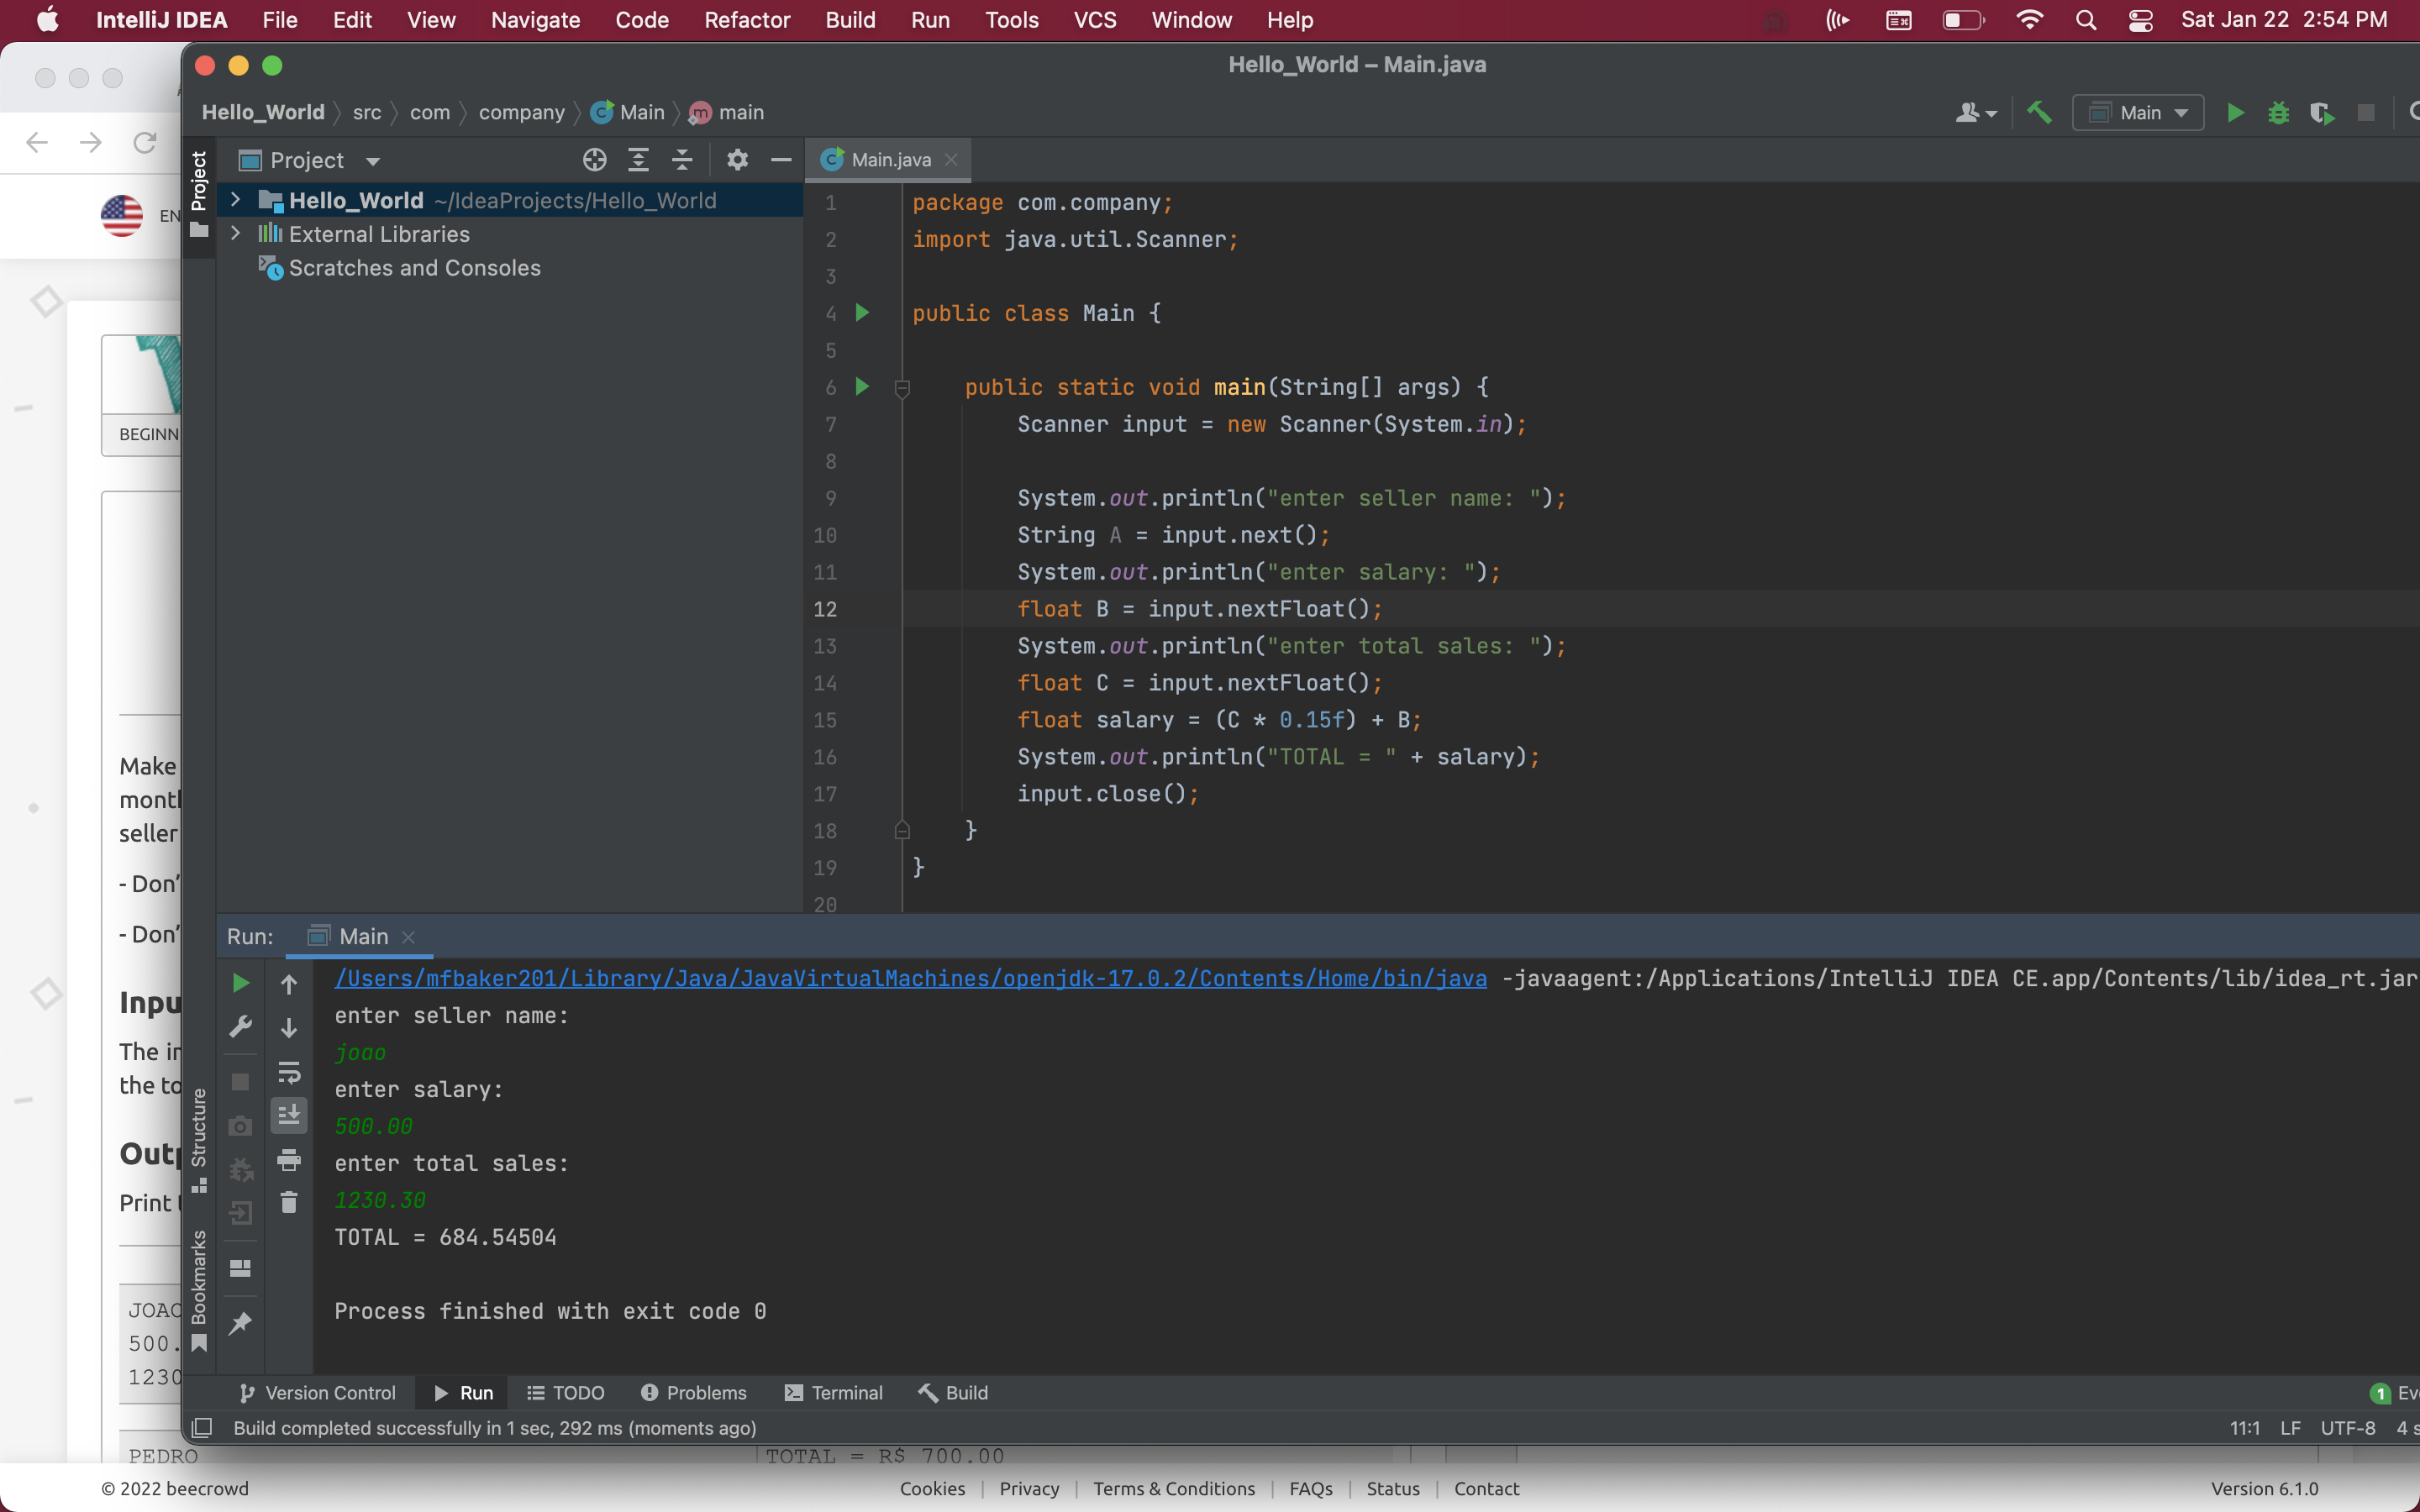 IntelliJ IDEA File Edit View Navigate Code Refactor Build Run Tools VCS Window Help Sat Jan 22 2:54 PM
Hello_World – Main.java
Hello_World src com company Main main
Main
Project
Project
Main.java
Hello_World ~/IdeaProjects/Hello_World
External Libraries
Scratches and Consoles
1 package com.company;
2 import java.util.Scanner;
3
4 public class Main {
5
6 public static void main(String[] args) {
7 Scanner input = new Scanner(System.in);
8
9 System.out.println("enter seller name: ");
10 String A = input.next();
11 System.out.println("enter salary: ");
12 float B = input.nextFloat();
13 System.out.println("enter total sales: ");
14 float C = input.nextFloat();
15 float salary = (C * 0.15f) + B;
16 System.out.println("TOTAL = " + salary);
17 input.close();
18 }
19 }
20
Run: Main
/Users/mfbaker201/Library/Java/JavaVirtualMachines/openjdk-17.0.2/Contents/Home/bin/java -javaagent:/Applications/IntelliJ IDEA CE.app/Contents/lib/idea_rt.jar
enter seller name:
joao
enter salary:
500.00
enter total sales:
1230.30
TOTAL = 684.54504
Process finished with exit code 0
Structure
Bookmarks
Version Control Run TODO Problems Terminal Build
1
Build completed successfully in 1 sec, 292 ms (moments ago)
11:1 LF UTF-8 4
EN
BEGINN
Make
mont
seller
- Don’
- Don’
Inpu
The
the to
Outp
Print
JOAO
500.
1230
PEDRO
TOTAL = R$ 700.00
© 2022 beecrowd
Cookies | Privacy | Terms & Conditions | FAQs | Status | Contact
Version 6.1.0